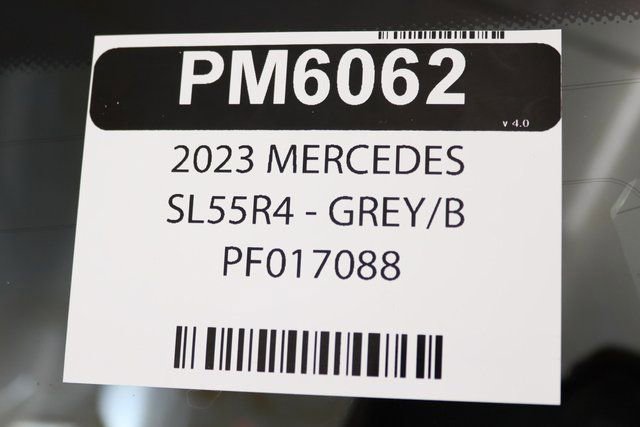 PM6062
v 4.0
2023 MERCEDES
SL55R4 - GREY/B
PF017088